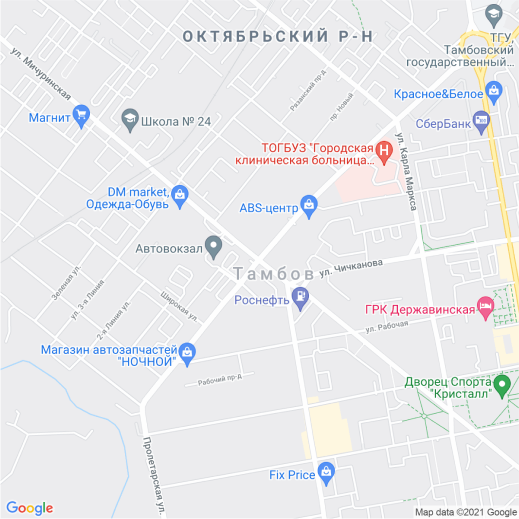 ОКТЯБРЬСКИЙ Р-Н
ТГУ,
Тамбовский
государственный...
ул. Мичуринская
Рязанский пр-д
пр. Новый
Красное&Белое
Магнит
Школа № 24
СберБанк
ТОГБУЗ "Городская
клиническая больница...
ул. Карла Маркса
DM market,
Одежда-Обувь
ABS-центр
Автовокзал
Тамбов
ул. Чичканова
Зеленая ул.
ул. 3-я Линия
2-я Линия ул.
Широкая ул.
Роснефть
ГРК Державинская
ул. Рабочая
Магазин автозапчастей
"НОЧНОЙ"
Рабочий пр-д
Дворец Спорта
"Кристалл"
Пролетарская ул.
Fix Price
Google
Map data ©2021 Google